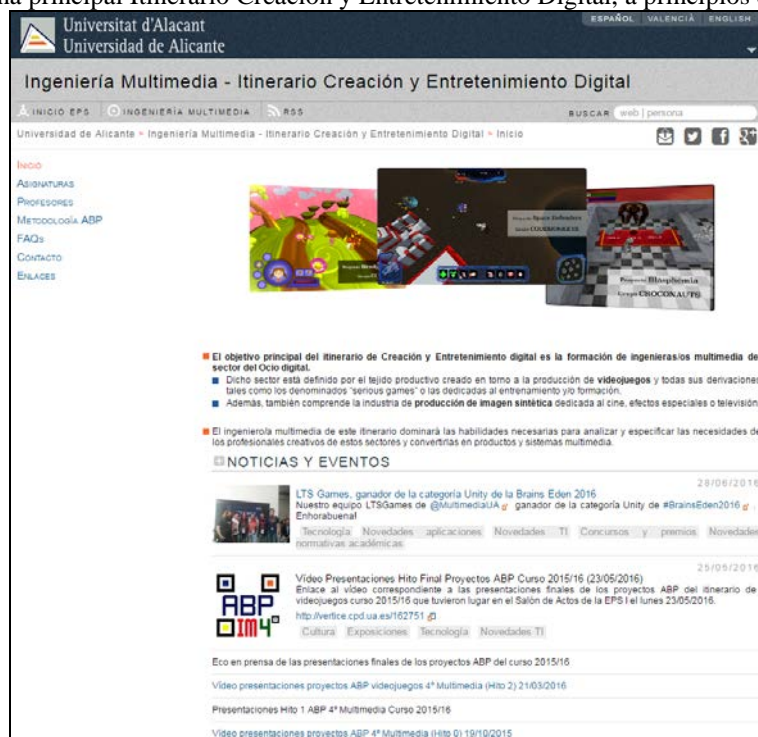 página principal Itinerario Creación y Entretenimiento Digital, a principios
Universitat d'Alacant
Universidad de Alicante
ESPAÑOL VALENCIÀ ENGLISH
Ingeniería Multimedia - Itinerario Creación y Entretenimiento Digital
INICIO EPS INGENIERÍA MULTIMEDIA RSS
BUSCAR web | persona
Universidad de Alicante > Ingeniería Multimedia - Itinerario Creación y Entretenimiento Digital > Inicio
INICIO
ASIGNATURAS
PROFESORES
METODOLOGÍA ABP
FAQS
CONTACTO
ENLACES
Proyecto Space Defenders
Proyecto Blasphemia
Grupo CROCONAUTS
El objetivo principal del itinerario de Creación y Entretenimiento digital es la formación de ingenieras/os multimedia de
sector del Ocio digital.
Dicho sector está definido por el tejido productivo creado en torno a la producción de videojuegos y todas sus derivaciones
tales como los denominados "serious games" o las dedicadas al entrenamiento y/o formación.
Además, también comprende la industria de producción de imagen sintética dedicada al cine, efectos especiales o televisión
El ingeniero/a multimedia de este itinerario dominará las habilidades necesarias para analizar y especificar las necesidades de
los profesionales creativos de estos sectores y convertirlas en productos y sistemas multimedia.
NOTICIAS Y EVENTOS
28/06/2016
LTS Games, ganador de la categoría Unity de la Brains Eden 2016
Nuestro equipo LTSGames de @MultimediaUA ganador de la categoría Unity de #BrainsEden2016 .
Enhorabuena!
Tecnología Novedades aplicaciones Novedades TI Concursos y premios Novedades
normativas académicas
25/05/2016
Vídeo Presentaciones Hito Final Proyectos ABP Curso 2015/16 (23/05/2016)
Enlace al vídeo correspondiente a las presentaciones finales de los proyectos ABP del itinerario de
videojuegos curso 2015/16 que tuvieron lugar en el Salón de Actos de la EPS I el lunes 23/05/2016.
http://vertice.cpd.ua.es/162751
Cultura Exposiciones Tecnología Novedades TI
ABP
IM4º
Eco en prensa de las presentaciones finales de los proyectos ABP del curso 2015/16
Vídeo presentaciones proyectos ABP videojuegos 4º Multimedia (Hito 2) 21/03/2016
Presentaciones Hito 1 ABP 4º Multimedia Curso 2015/16
Vídeo presentaciones proyectos ABP 4º Multimedia (Hito 0) 19/10/2015